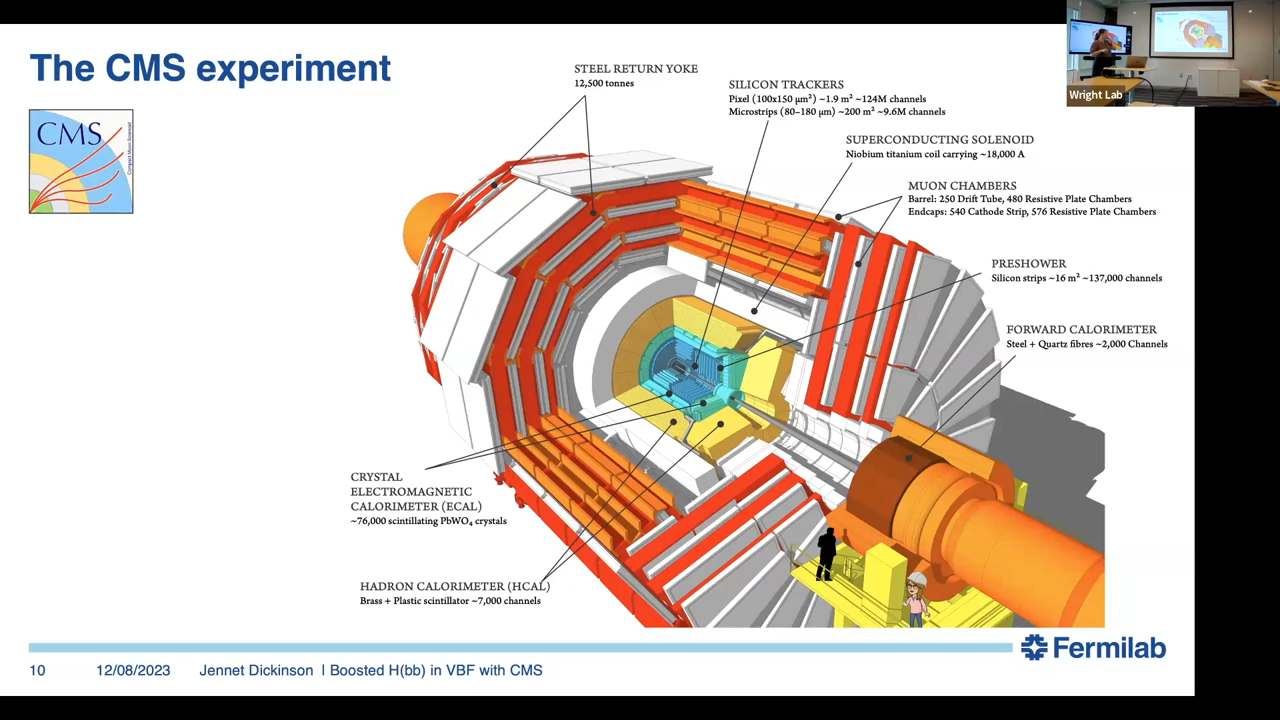 The CMS experiment
CMS
Compact Muon Solenoid
STEEL RETURN YOKE
12,500 tonnes
SILICON TRACKERS
Pixel (100x150 μm²) ~1.9 m² ~124M channels
Microstrips (80–180 μm) ~200 m² ~9.6M channels
SUPERCONDUCTING SOLENOID
Niobium titanium coil carrying ~18,000 A
MUON CHAMBERS
Barrel: 250 Drift Tube, 480 Resistive Plate Chambers
Endcaps: 540 Cathode Strip, 576 Resistive Plate Chambers
PRESHOWER
Silicon strips ~16 m² ~137,000 channels
FORWARD CALORIMETER
Steel + Quartz fibres ~2,000 Channels
CRYSTAL
ELECTROMAGNETIC
CALORIMETER (ECAL)
~76,000 scintillating PbWO₄ crystals
HADRON CALORIMETER (HCAL)
Brass + Plastic scintillator ~7,000 channels
Wright Lab
Fermilab
10 12/08/2023 Jennet Dickinson | Boosted H(bb) in VBF with CMS